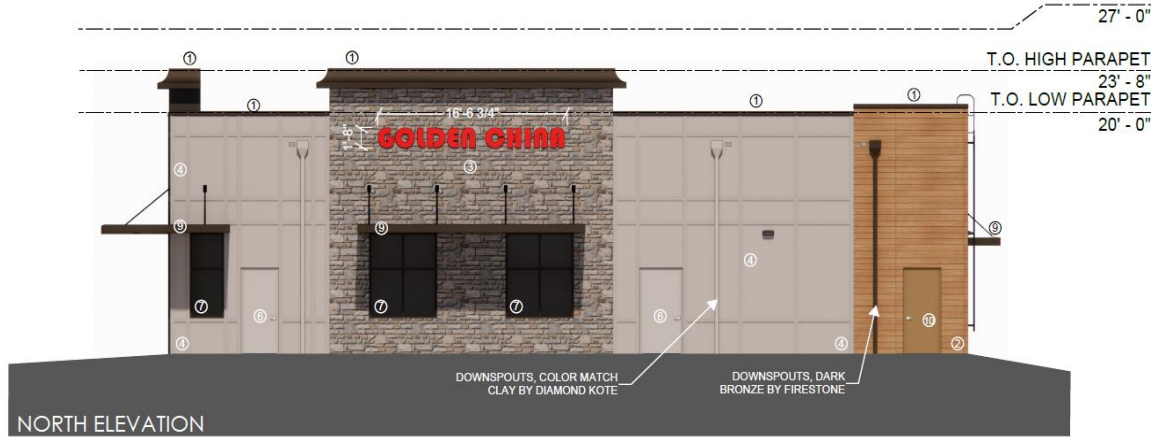 27' - 0"
T.O. HIGH PARAPET
23' - 8"
T.O. LOW PARAPET
20' - 0"
1
1
1
1
1
16'-6 3/4"
1'-8"
GOLDEN CHINA
3
4
9
9
9
4
7
7
7
6
6
10
4
4
2
DOWNSPOUTS, COLOR MATCH
CLAY BY DIAMOND KOTE
DOWNSPOUTS, DARK
BRONZE BY FIRESTONE
NORTH ELEVATION